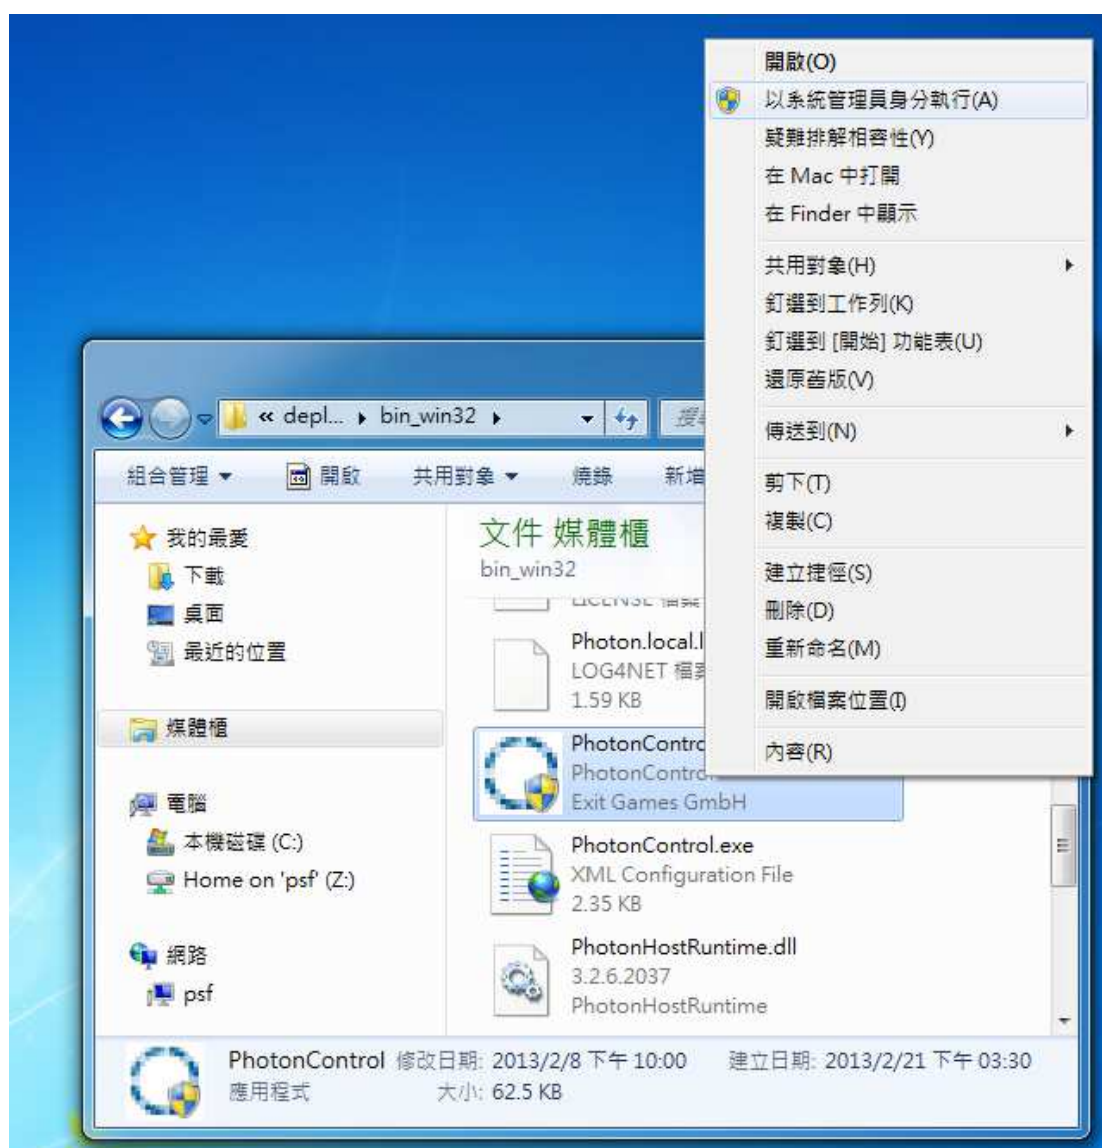 開啟(O)
以系統管理員身分執行(A)
疑難排解相容性(Y)
在 Mac 中打開
在 Finder 中顯示
共用對象(H)
釘選到工作列(K)
釘選到 [開始] 功能表(U)
還原舊版(V)
傳送到(N)
剪下(T)
複製(C)
建立捷徑(S)
刪除(D)
重新命名(M)
開啟檔案位置(I)
內容(R)
« depl... bin_win32
組合管理 開啟 共用對象 燒錄 新增
我的最愛
下載
桌面
最近的位置
媒體櫃
電腦
本機磁碟 (C:)
Home on 'psf' (Z:)
網路
psf
文件 媒體櫃
bin_win32
LICENSE 檔案
Photon.local.l
LOG4NET 檔
1.59 KB
PhotonContro
PhotonControl
Exit Games GmbH
PhotonControl.exe
XML Configuration File
2.35 KB
PhotonHostRuntime.dll
3.2.6.2037
PhotonHostRuntime
PhotonControl 修改日期: 2013/2/8 下午 10:00 建立日期: 2013/2/21 下午 03:30
應用程式 大小: 62.5 KB